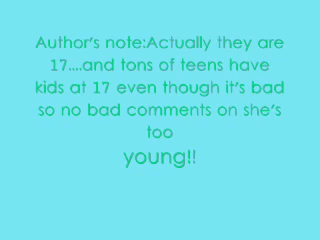 Author's note:Actually they are
17....and tons of teens have
kids at 17 even though it's bad
so no bad comments on she's
too
young!!